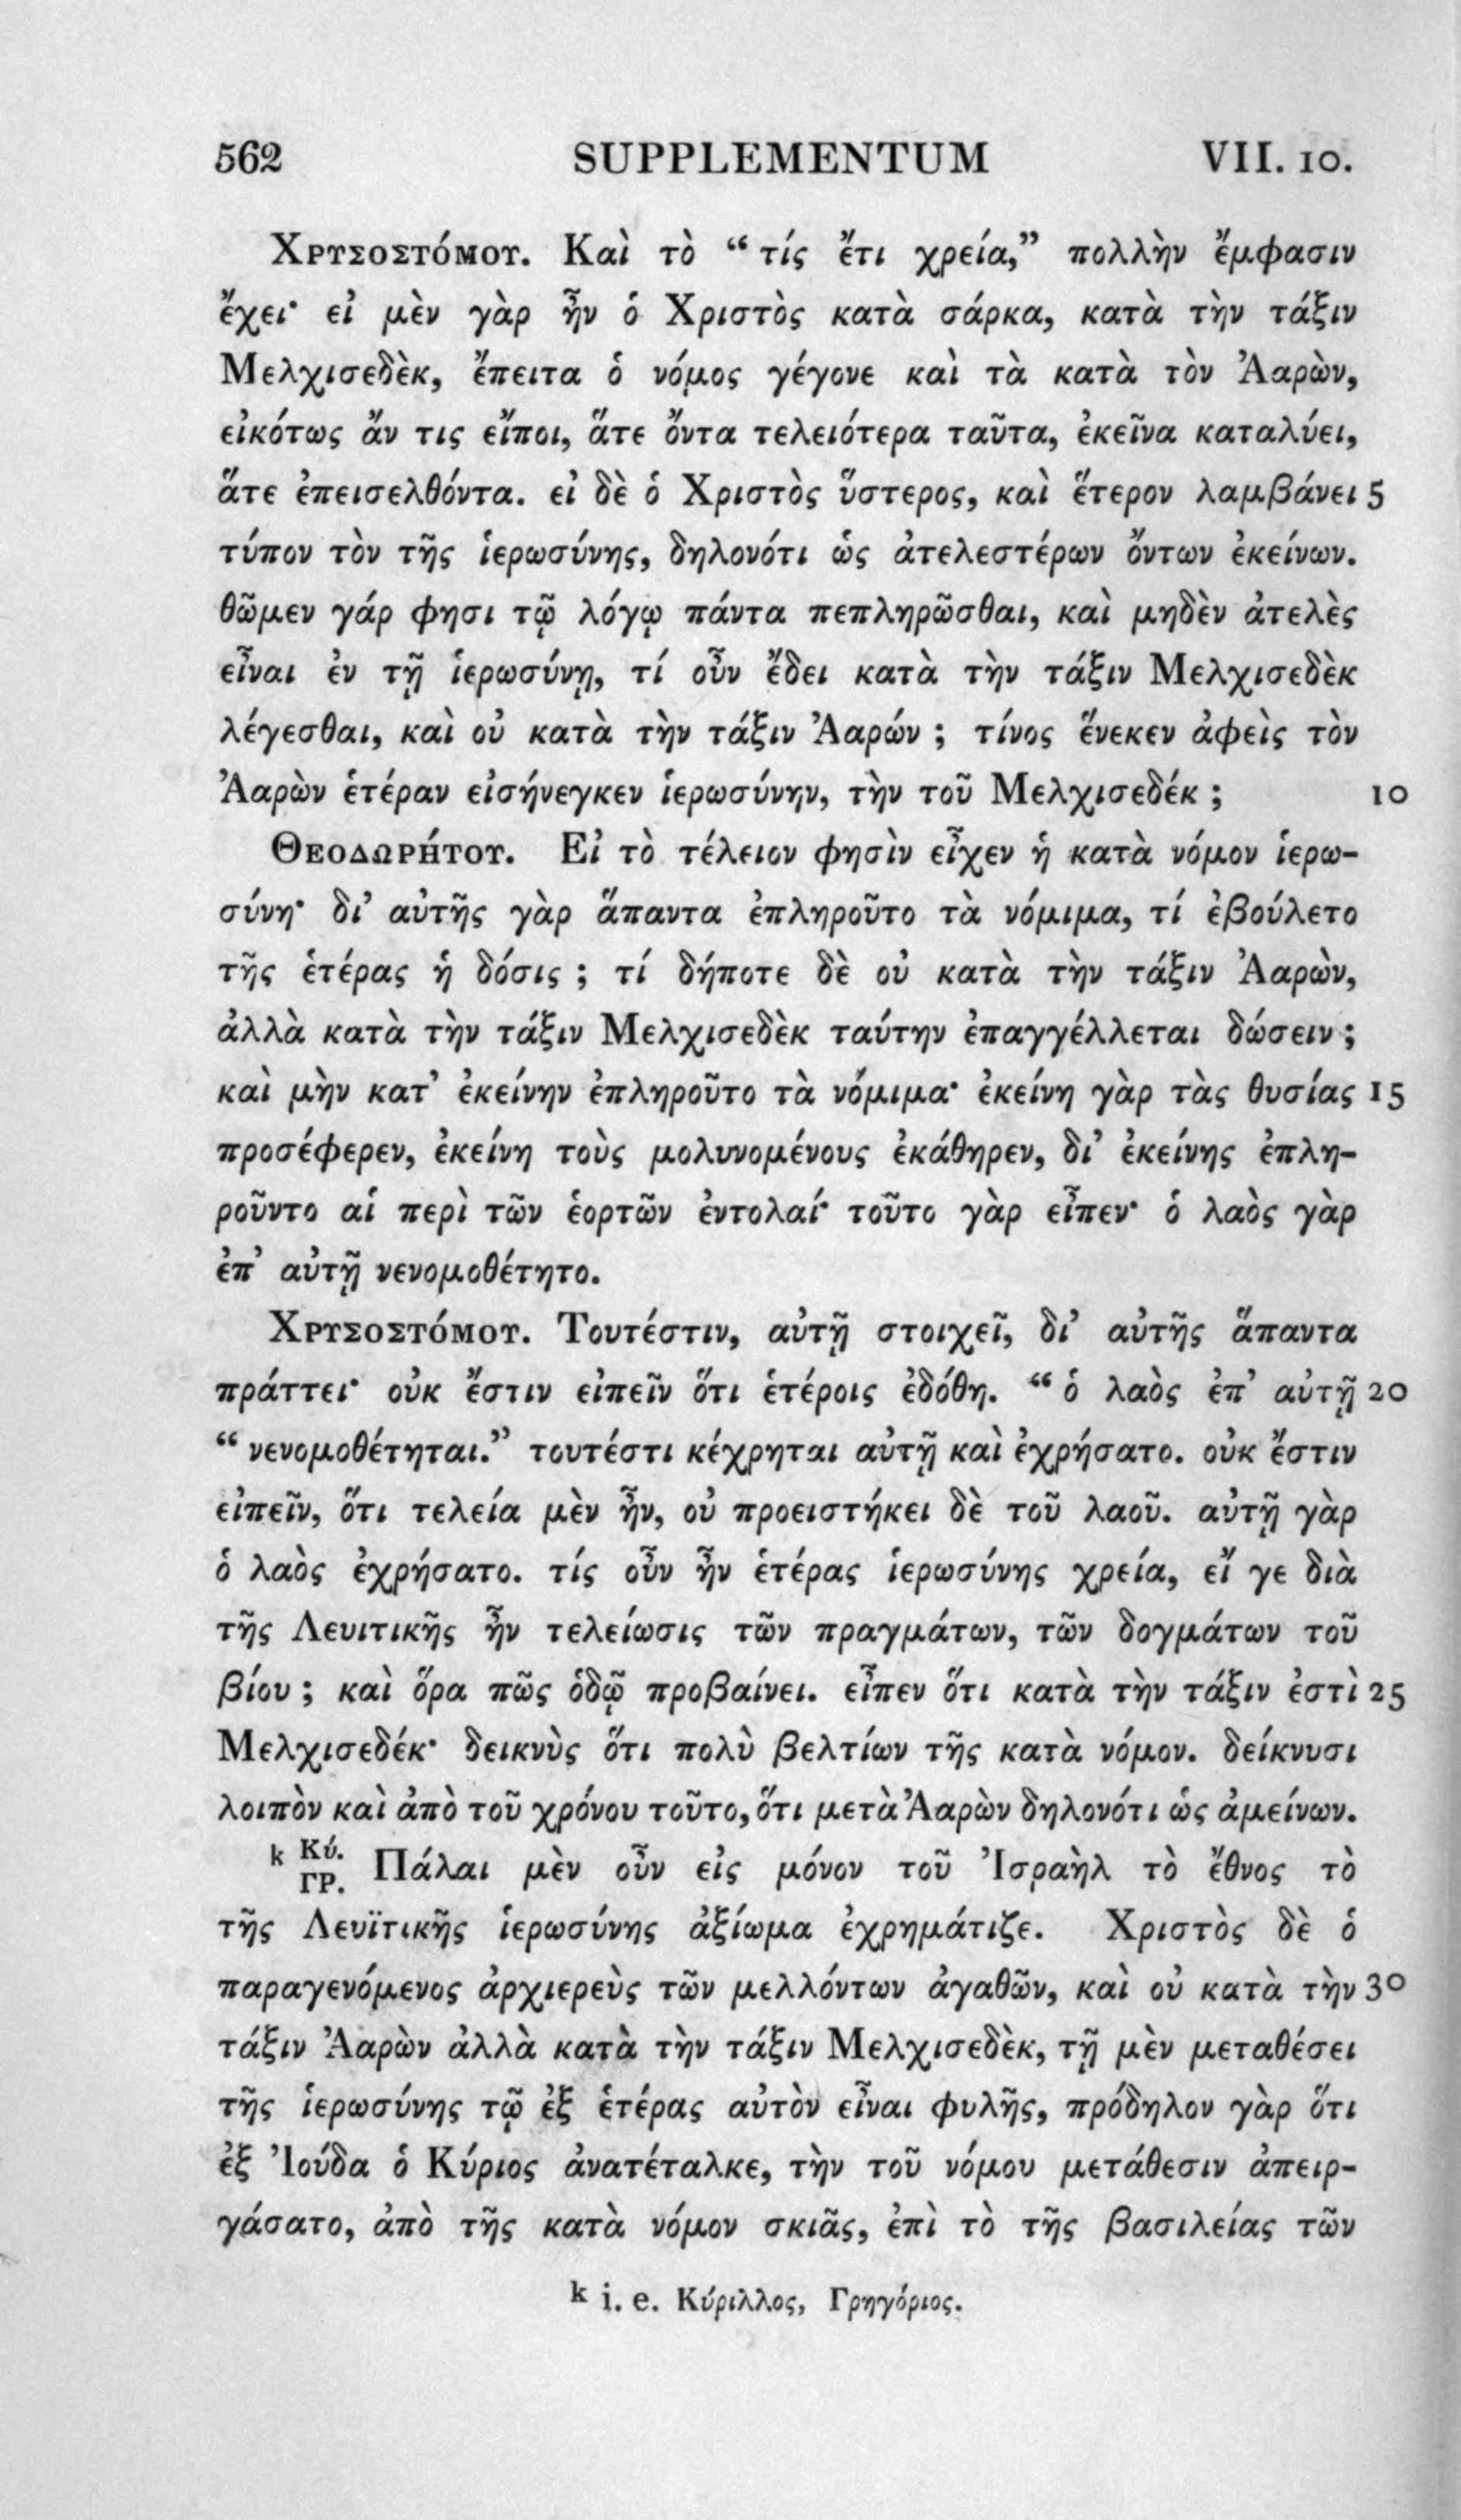 562 SUPPLEMENTUM VII. 10.
Χρυσοστόμου. Καὶ τὸ “ τίς ἔτι χρεία,” πολλὴν ἔμφασιν
ἔχει· εἰ μὲν γὰρ ἦν ὁ Χριστὸς κατὰ σάρκα, κατὰ τὴν τάξιν
Μελχισεδὲκ, ἔπειτα ὁ νόμος γέγονε καὶ τὰ κατὰ τὸν Ἀαρὼν,
εἰκότως ἄν τις εἴποι, ἅτε ὄντα τελειότερα ταῦτα, ἐκεῖνα καταλύει,
ἅτε ἐπεισελθόντα. εἰ δὲ ὁ Χριστὸς ὕστερος, καὶ ἕτερον λαμβάνει 5
τύπον τὸν τῆς ἱερωσύνης, δηλονότι ὡς ἀτελεστέρων ὄντων ἐκείνων.
θῶμεν γάρ φησι τῷ λόγῳ πάντα πεπληρῶσθαι, καὶ μηδὲν ἀτελὲς
εἶναι ἐν τῇ ἱερωσύνῃ, τί οὖν ἔδει κατὰ τὴν τάξιν Μελχισεδὲκ
λέγεσθαι, καὶ οὐ κατὰ τὴν τάξιν Ἀαρών ; τίνος ἕνεκεν ἀφεὶς τὸν
Ἀαρὼν ἑτέραν εἰσήνεγκεν ἱερωσύνην, τὴν τοῦ Μελχισεδέκ ; 10
Θεοδωρήτου. Εἰ τὸ τέλειον φησὶν εἶχεν ἡ κατὰ νόμον ἱερω-
σύνη· δι’ αὐτῆς γὰρ ἅπαντα ἐπληροῦτο τὰ νόμιμα, τί ἐβούλετο
τῆς ἑτέρας ἡ δόσις ; τί δήποτε δὲ οὐ κατὰ τὴν τάξιν Ἀαρὼν,
ἀλλὰ κατὰ τὴν τάξιν Μελχισεδὲκ ταύτην ἐπαγγέλλεται δώσειν ;
καὶ μὴν κατ’ ἐκείνην ἐπληροῦτο τὰ νόμιμα· ἐκείνη γὰρ τὰς θυσίας 15
προσέφερεν, ἐκείνη τοὺς μολυνομένους ἐκάθηρεν, δι’ ἐκείνης ἐπλη-
ροῦντο αἱ περὶ τῶν ἑορτῶν ἐντολαί· τοῦτο γὰρ εἶπεν· ὁ λαὸς γὰρ
ἐπ’ αὐτῇ νενομοθέτητο.
Χρυσοστόμου. Τουτέστιν, αὐτῇ στοιχεῖ, δι’ αὐτῆς ἅπαντα
πράττει· οὐκ ἔστιν εἰπεῖν ὅτι ἑτέροις ἐδόθη. “ ὁ λαὸς ἐπ’ αὐτῇ 20
“ νενομοθέτηται.” τουτέστι κέχρηται αὐτῇ καὶ ἐχρήσατο. οὐκ ἔστιν
εἰπεῖν, ὅτι τελεία μὲν ἦν, οὐ προειστήκει δὲ τοῦ λαοῦ. αὐτῇ γὰρ
ὁ λαὸς ἐχρήσατο. τίς οὖν ἦν ἑτέρας ἱερωσύνης χρεία, εἴ γε διὰ
τῆς Λευιτικῆς ἦν τελείωσις τῶν πραγμάτων, τῶν δογμάτων τοῦ
βίου ; καὶ ὅρα πῶς ὁδῷ προβαίνει. εἶπεν ὅτι κατὰ τὴν τάξιν ἐστὶ 25
Μελχισεδέκ· δεικνὺς ὅτι πολὺ βελτίων τῆς κατὰ νόμον. δείκνυσι
λοιπὸν καὶ ἀπὸ τοῦ χρόνου τοῦτο, ὅτι μετὰ Ἀαρὼν δηλονότι ὡς ἀμείνων.
k Κύ. ΓΡ. Πάλαι μὲν οὖν εἰς μόνον τοῦ Ἰσραὴλ τὸ ἔθνος τὸ
τῆς Λευϊτικῆς ἱερωσύνης ἀξίωμα ἐχρημάτιζε. Χριστὸς δὲ ὁ
παραγενόμενος ἀρχιερεὺς τῶν μελλόντων ἀγαθῶν, καὶ οὐ κατὰ τὴν 30
τάξιν Ἀαρὼν ἀλλὰ κατὰ τὴν τάξιν Μελχισεδὲκ, τῇ μὲν μεταθέσει
τῆς ἱερωσύνης τῷ ἐξ ἑτέρας αὐτὸν εἶναι φυλῆς, πρόδηλον γὰρ ὅτι
ἐξ Ἰούδα ὁ Κύριος ἀνατέταλκε, τὴν τοῦ νόμου μετάθεσιν ἀπειρ-
γάσατο, ἀπὸ τῆς κατὰ νόμον σκιᾶς, ἐπὶ τὸ τῆς βασιλείας τῶν
k i. e. Κύριλλος, Γρηγόριος.